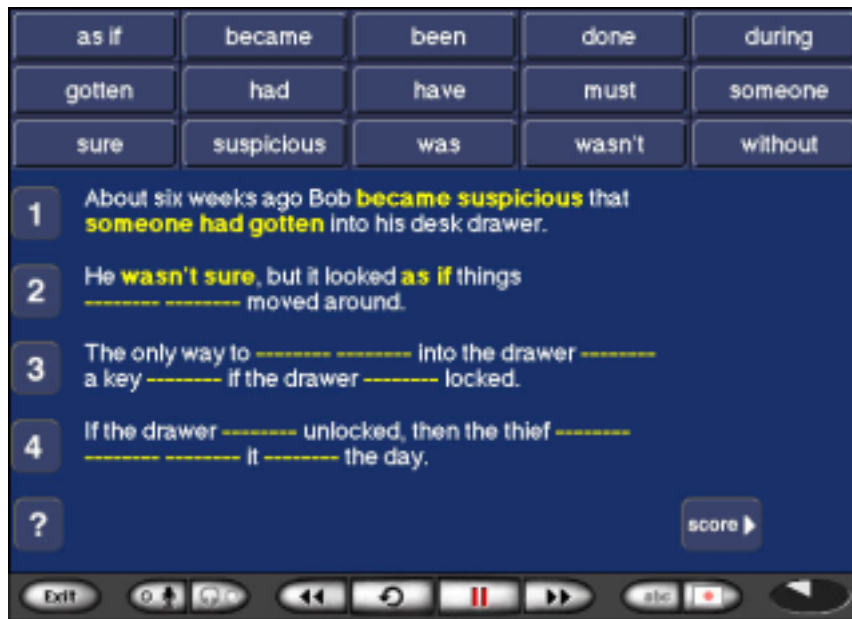 as if became been done during
gotten had have must someone
sure suspicious was wasn't without
1 About six weeks ago Bob became suspicious that
someone had gotten into his desk drawer.
2 He wasn't sure, but it looked as if things
-------- -------- moved around.
3 The only way to -------- -------- into the drawer --------
a key -------- if the drawer -------- locked.
4 If the drawer -------- unlocked, then the thief --------
-------- -------- it -------- the day.
? score
Exit abc